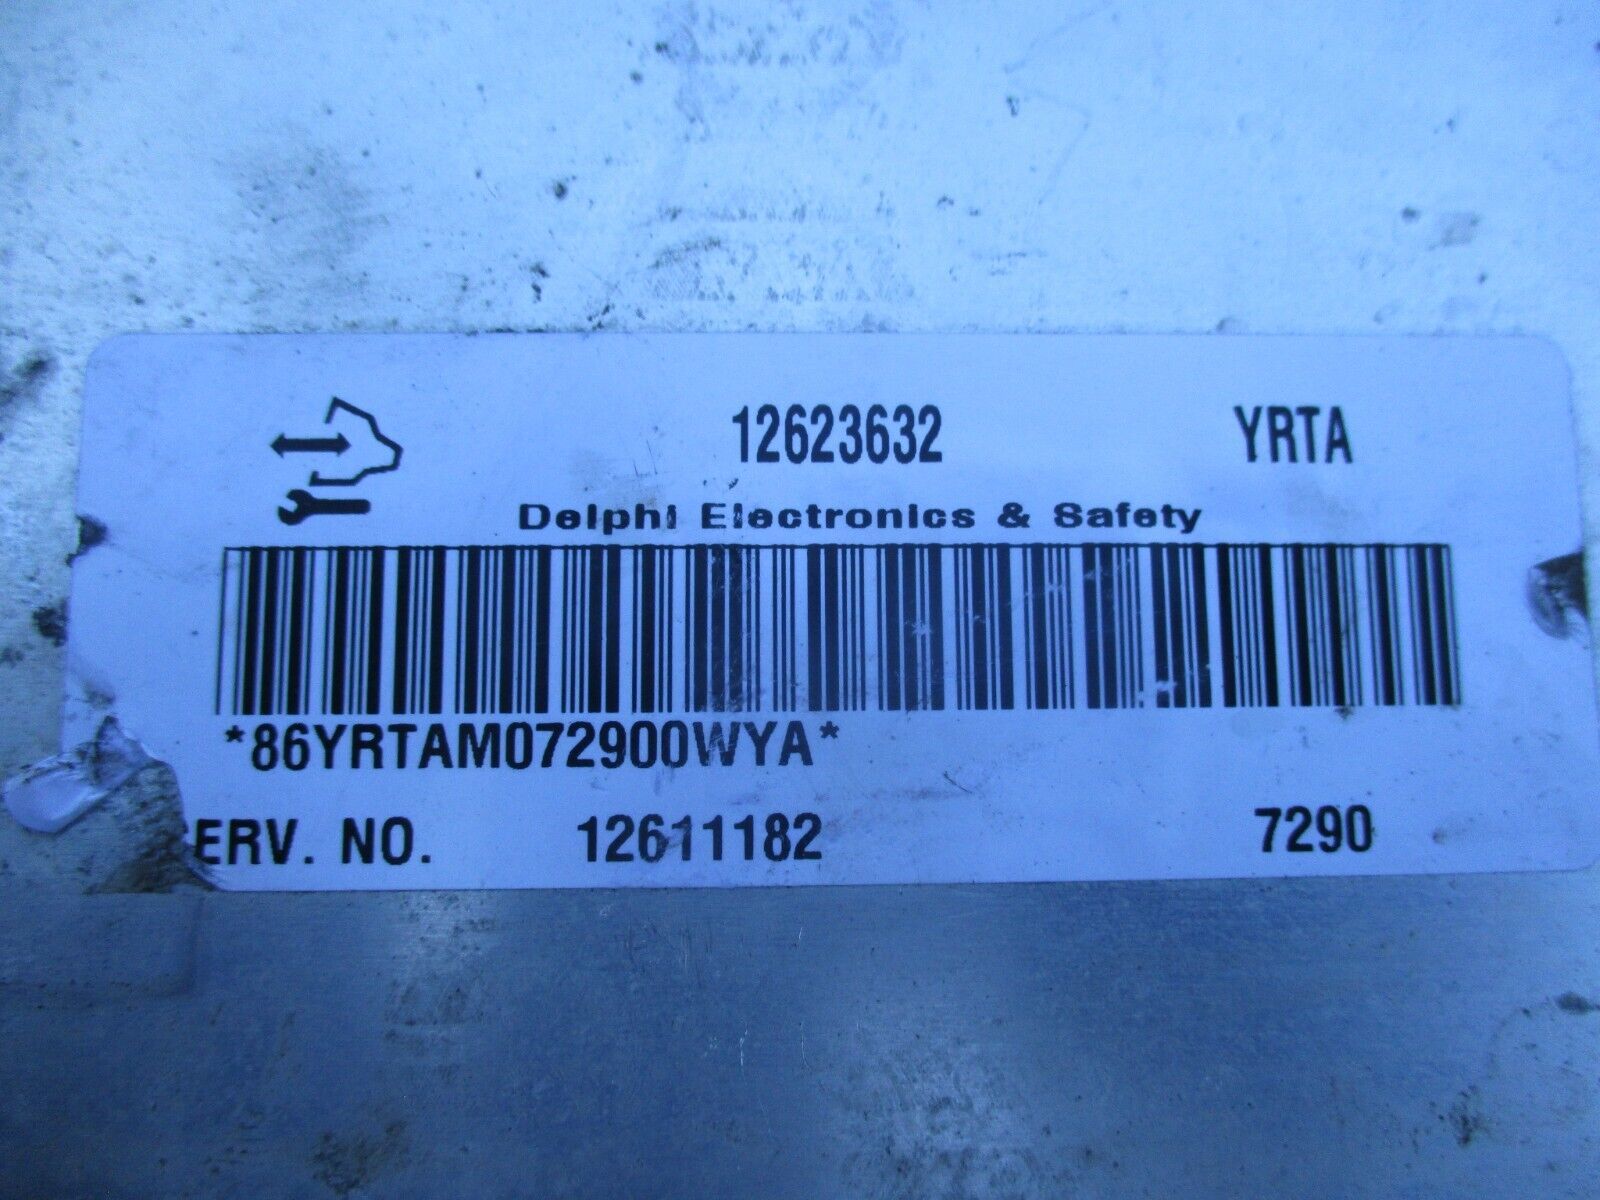 12623632 YRTA
Delphi Electronics & Safety
*86YRTAM072900WYA*
ERV. NO. 12611182 7290